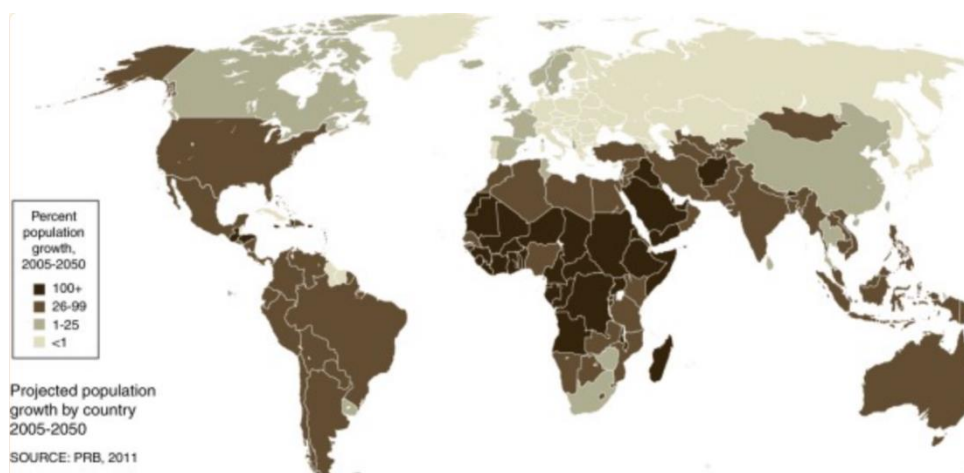 Percent
population
growth,
2005-2050
100+
26-99
1-25
<1
Projected population
growth by country
2005-2050
SOURCE: PRB, 2011